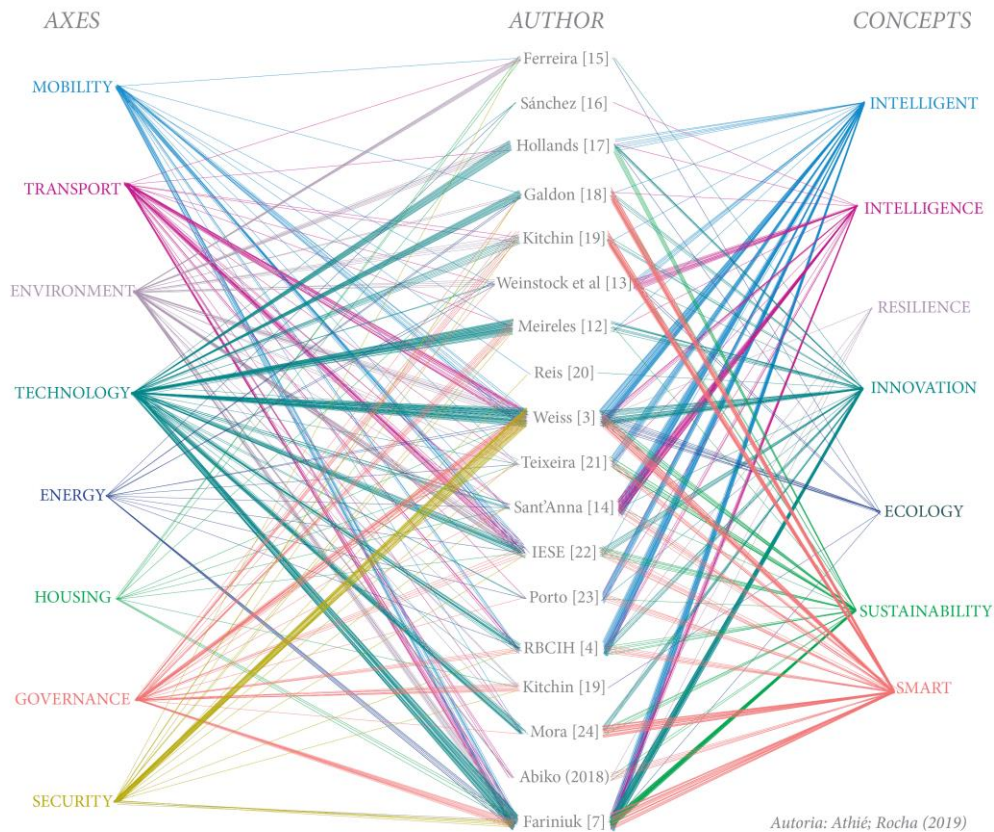 AXES
AUTHOR
CONCEPTS
MOBILITY
TRANSPORT
ENVIRONMENT
TECHNOLOGY
ENERGY
HOUSING
GOVERNANCE
SECURITY
Ferreira [15]
Sánchez [16]
Hollands [17]
Galdon [18]
Kitchin [19]
Weinstock et al [13]
Meireles [12]
Reis [20]
Weiss [3]
Teixeira [21]
Sant'Anna [14]
IESE [22]
Porto [23]
RBCIH [4]
Kitchin [19]
Mora [24]
Abiko (2018)
Fariniuk [7]
INTELLIGENT
INTELLIGENCE
RESILIENCE
INNOVATION
ECOLOGY
SUSTAINABILITY
SMART
Autoria: Athié; Rocha (2019)